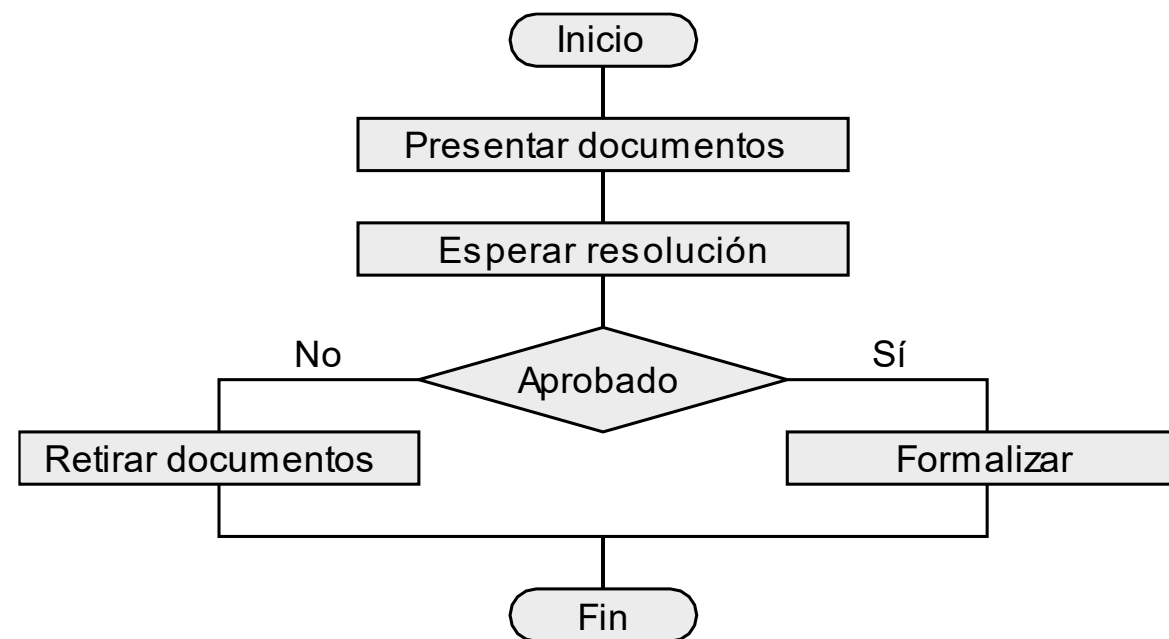 Inicio
Presentar documentos
Esperar resolución
No
Sí
Aprobado
Retirar documentos
Formalizar
Fin